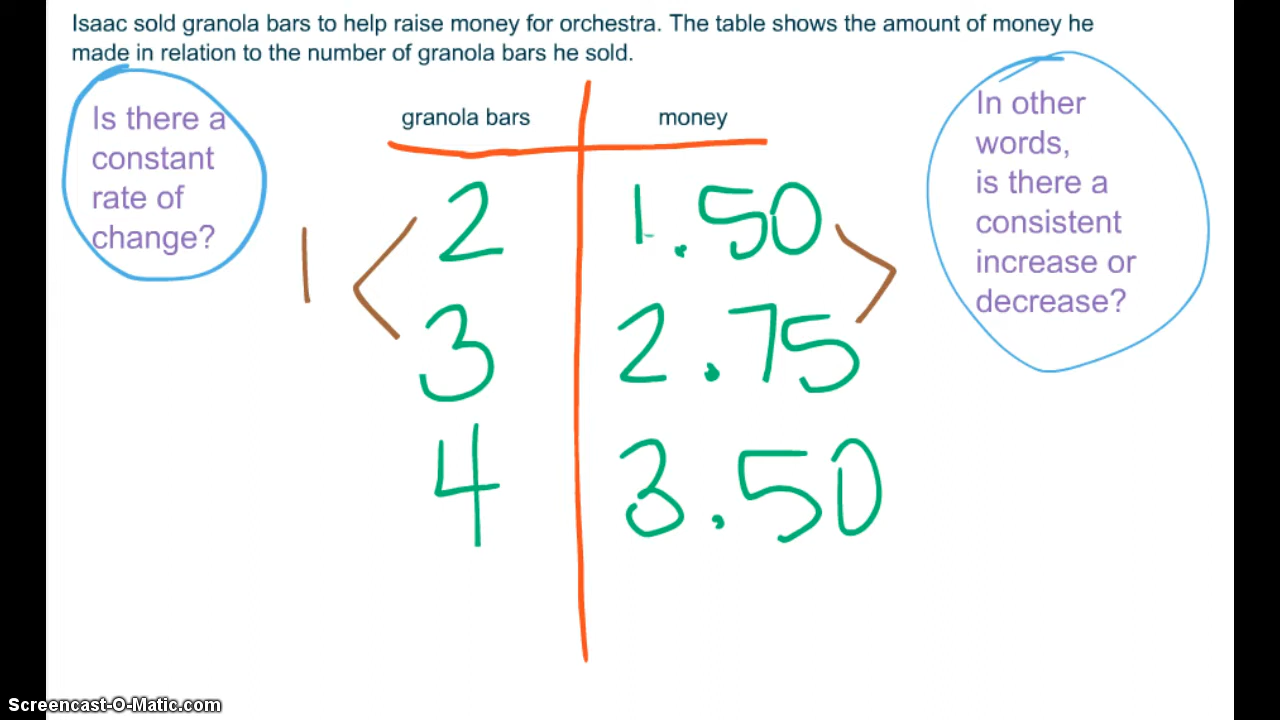 Isaac sold granola bars to help raise money for orchestra. The table shows the amount of money he
made in relation to the number of granola bars he sold.
Is there a
constant
rate of
change?
granola bars money
1
2 1.50
3 2.75
4 3.50
In other
words,
is there a
consistent
increase or
decrease?
Screencast-O-Matic.com